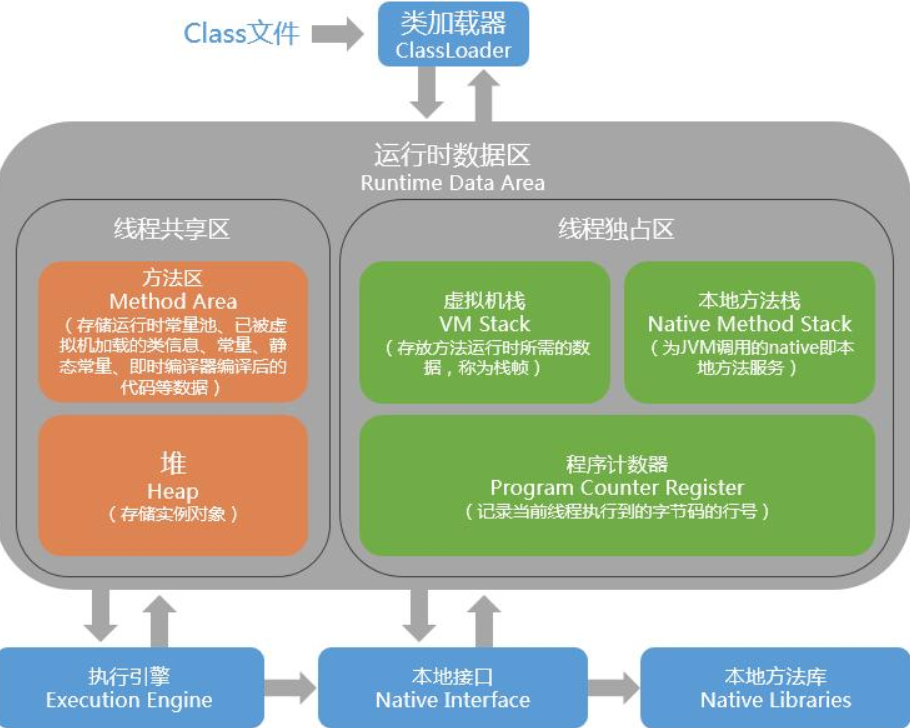 Class文件
类加载器
ClassLoader
运行时数据区
Runtime Data Area
线程共享区
方法区
Method Area
（存储运行时常量池、已被虚
拟机加载的类信息、常量、静
态常量、即时编译器编译后的
代码等数据）
堆
Heap
（存储实例对象）
线程独占区
虚拟机栈
VM Stack
（存放方法运行时所需的数
据，称为栈帧）
本地方法栈
Native Method Stack
（为JVM调用的native即本
地方法服务）
程序计数器
Program Counter Register
（记录当前线程执行到的字节码的行号）
执行引擎
Execution Engine
本地接口
Native Interface
本地方法库
Native Libraries